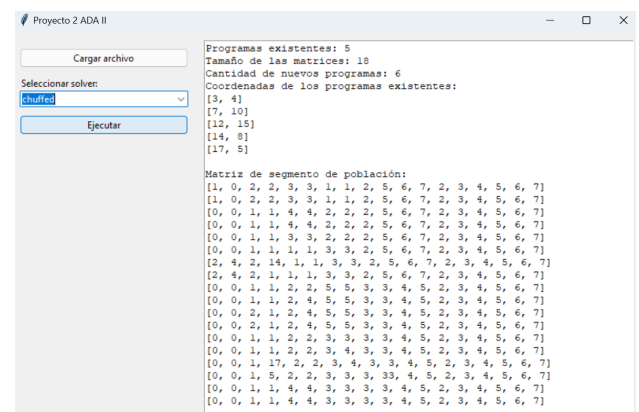 Proyecto 2 ADA II
Cargar archivo
Seleccionar solver:
chuffed
Ejecutar
Programas existentes: 5
Tamaño de las matrices: 18
Cantidad de nuevos programas: 6
Coordenadas de los programas existentes:
[3, 4]
[7, 10]
[12, 15]
[14, 8]
[17, 5]
Matriz de segmento de población:
[1, 0, 2, 2, 3, 3, 1, 1, 2, 5, 6, 7, 2, 3, 4, 5, 6, 7]
[1, 0, 2, 2, 3, 3, 1, 1, 2, 5, 6, 7, 2, 3, 4, 5, 6, 7]
[0, 0, 1, 1, 4, 4, 2, 2, 2, 5, 6, 7, 2, 3, 4, 5, 6, 7]
[0, 0, 1, 1, 4, 4, 2, 2, 2, 5, 6, 7, 2, 3, 4, 5, 6, 7]
[0, 0, 1, 1, 3, 3, 2, 2, 2, 5, 6, 7, 2, 3, 4, 5, 6, 7]
[0, 0, 1, 1, 1, 1, 3, 3, 2, 5, 6, 7, 2, 3, 4, 5, 6, 7]
[2, 4, 2, 14, 1, 1, 3, 3, 2, 5, 6, 7, 2, 3, 4, 5, 6, 7]
[2, 4, 2, 1, 1, 1, 3, 3, 2, 5, 6, 7, 2, 3, 4, 5, 6, 7]
[0, 0, 1, 1, 2, 2, 5, 5, 3, 3, 4, 5, 2, 3, 4, 5, 6, 7]
[0, 0, 1, 1, 2, 4, 5, 5, 3, 3, 4, 5, 2, 3, 4, 5, 6, 7]
[0, 0, 2, 1, 2, 4, 5, 5, 3, 3, 4, 5, 2, 3, 4, 5, 6, 7]
[0, 0, 2, 1, 2, 4, 5, 5, 3, 3, 4, 5, 2, 3, 4, 5, 6, 7]
[0, 0, 1, 1, 2, 2, 3, 3, 3, 3, 4, 5, 2, 3, 4, 5, 6, 7]
[0, 0, 1, 1, 2, 2, 3, 4, 3, 3, 4, 5, 2, 3, 4, 5, 6, 7]
[0, 0, 1, 17, 2, 2, 3, 4, 3, 3, 4, 5, 2, 3, 4, 5, 6, 7]
[0, 0, 1, 5, 2, 2, 3, 3, 3, 33, 4, 5, 2, 3, 4, 5, 6, 7]
[0, 0, 1, 1, 4, 4, 3, 3, 3, 3, 4, 5, 2, 3, 4, 5, 6, 7]
[0, 0, 1, 1, 4, 4, 3, 3, 3, 3, 4, 5, 2, 3, 4, 5, 6, 7]